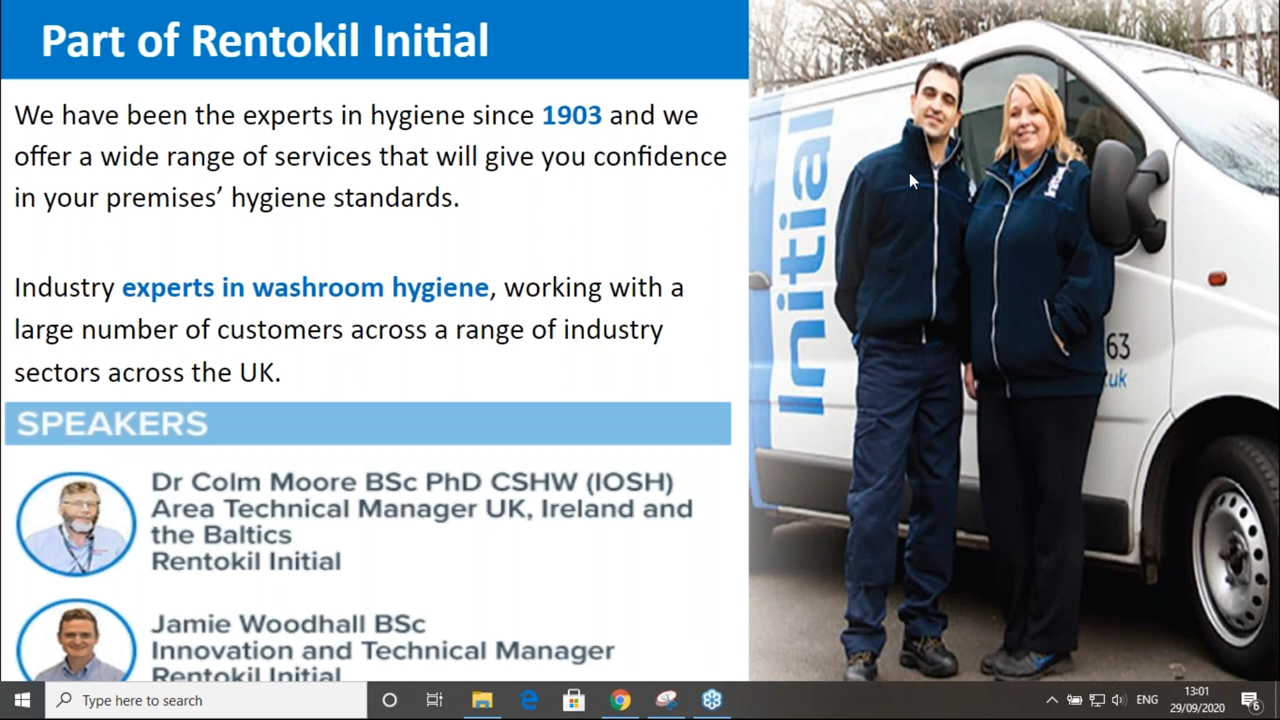 Part of Rentokil Initial
We have been the experts in hygiene since 1903 and we
offer a wide range of services that will give you confidence
in your premises’ hygiene standards.
Industry experts in washroom hygiene, working with a
large number of customers across a range of industry
sectors across the UK.
SPEAKERS
Dr Colm Moore BSc PhD CSHW (IOSH)
Area Technical Manager UK, Ireland and
the Baltics
Rentokil Initial
Jamie Woodhall BSc
Innovation and Technical Manager
Rentokil Initial
Initial
Initial
63
.uk
Type here to search
ENG
13:01
29/09/2020
6